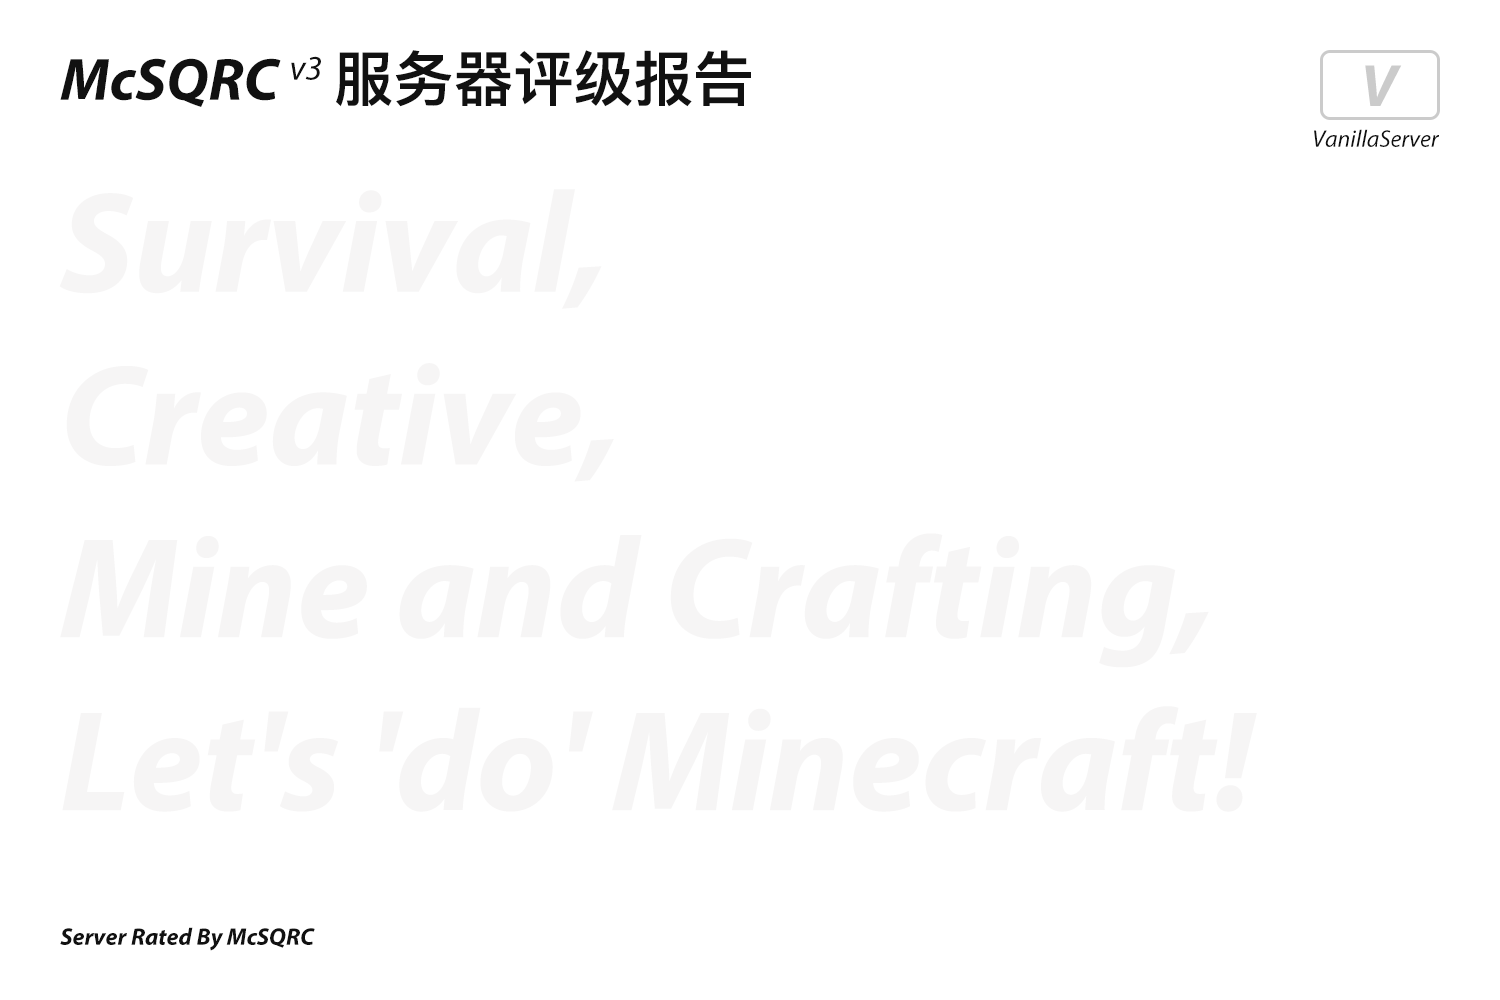 McSQRC v3 服务器评级报告
V
VanillaServer
Survival,
Creative,
Mine and Crafting,
Let's 'do' Minecraft!
Server Rated By McSQRC